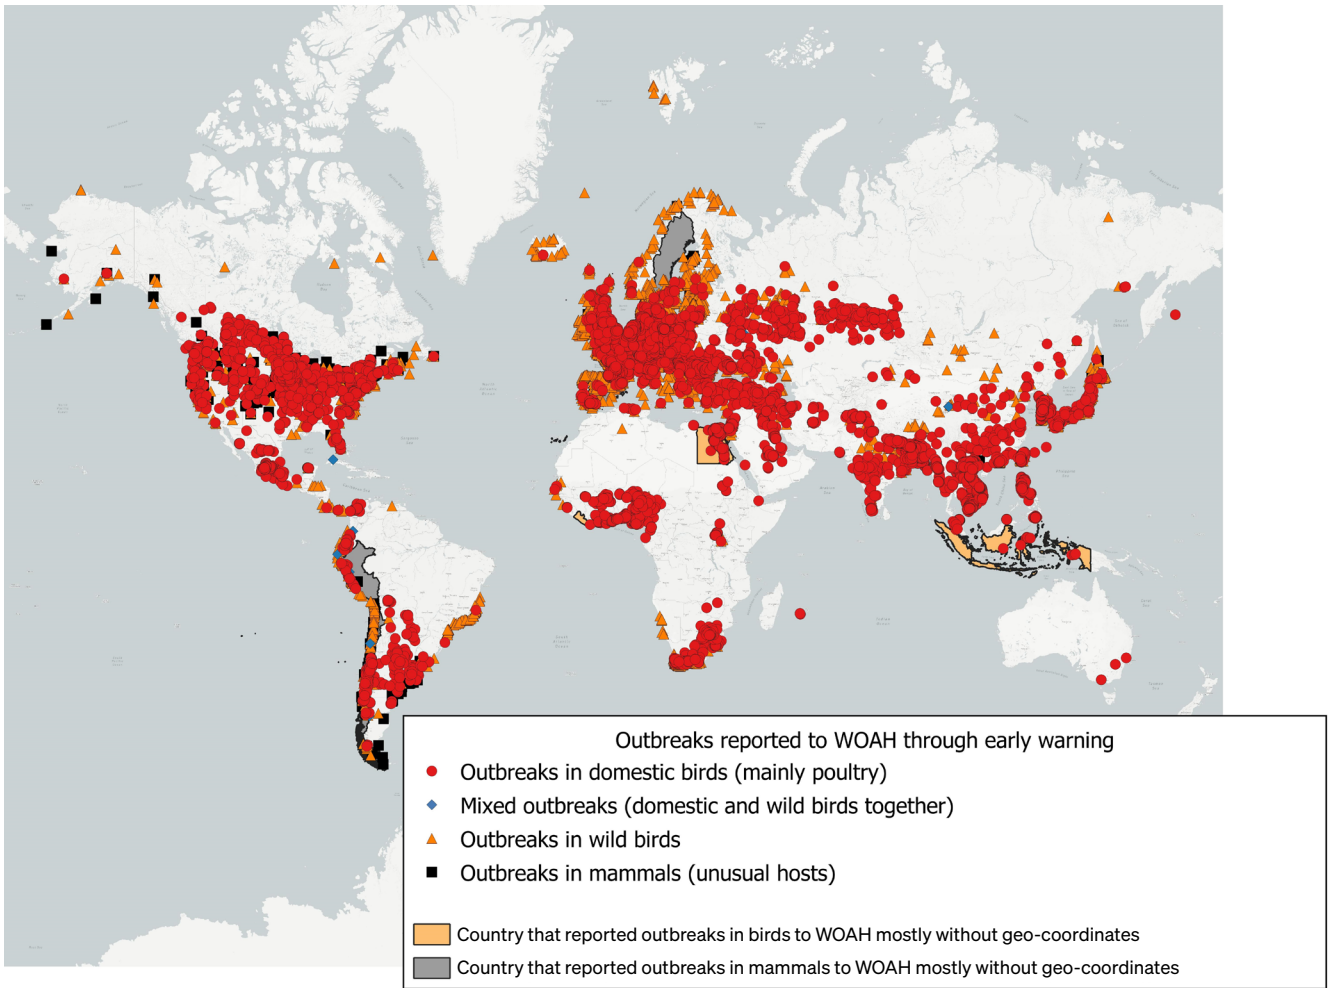 Outbreaks reported to WOAH through early warning
Outbreaks in domestic birds (mainly poultry)
Mixed outbreaks (domestic and wild birds together)
Outbreaks in wild birds
Outbreaks in mammals (unusual hosts)
Country that reported outbreaks in birds to WOAH mostly without geo-coordinates
Country that reported outbreaks in mammals to WOAH mostly without geo-coordinates